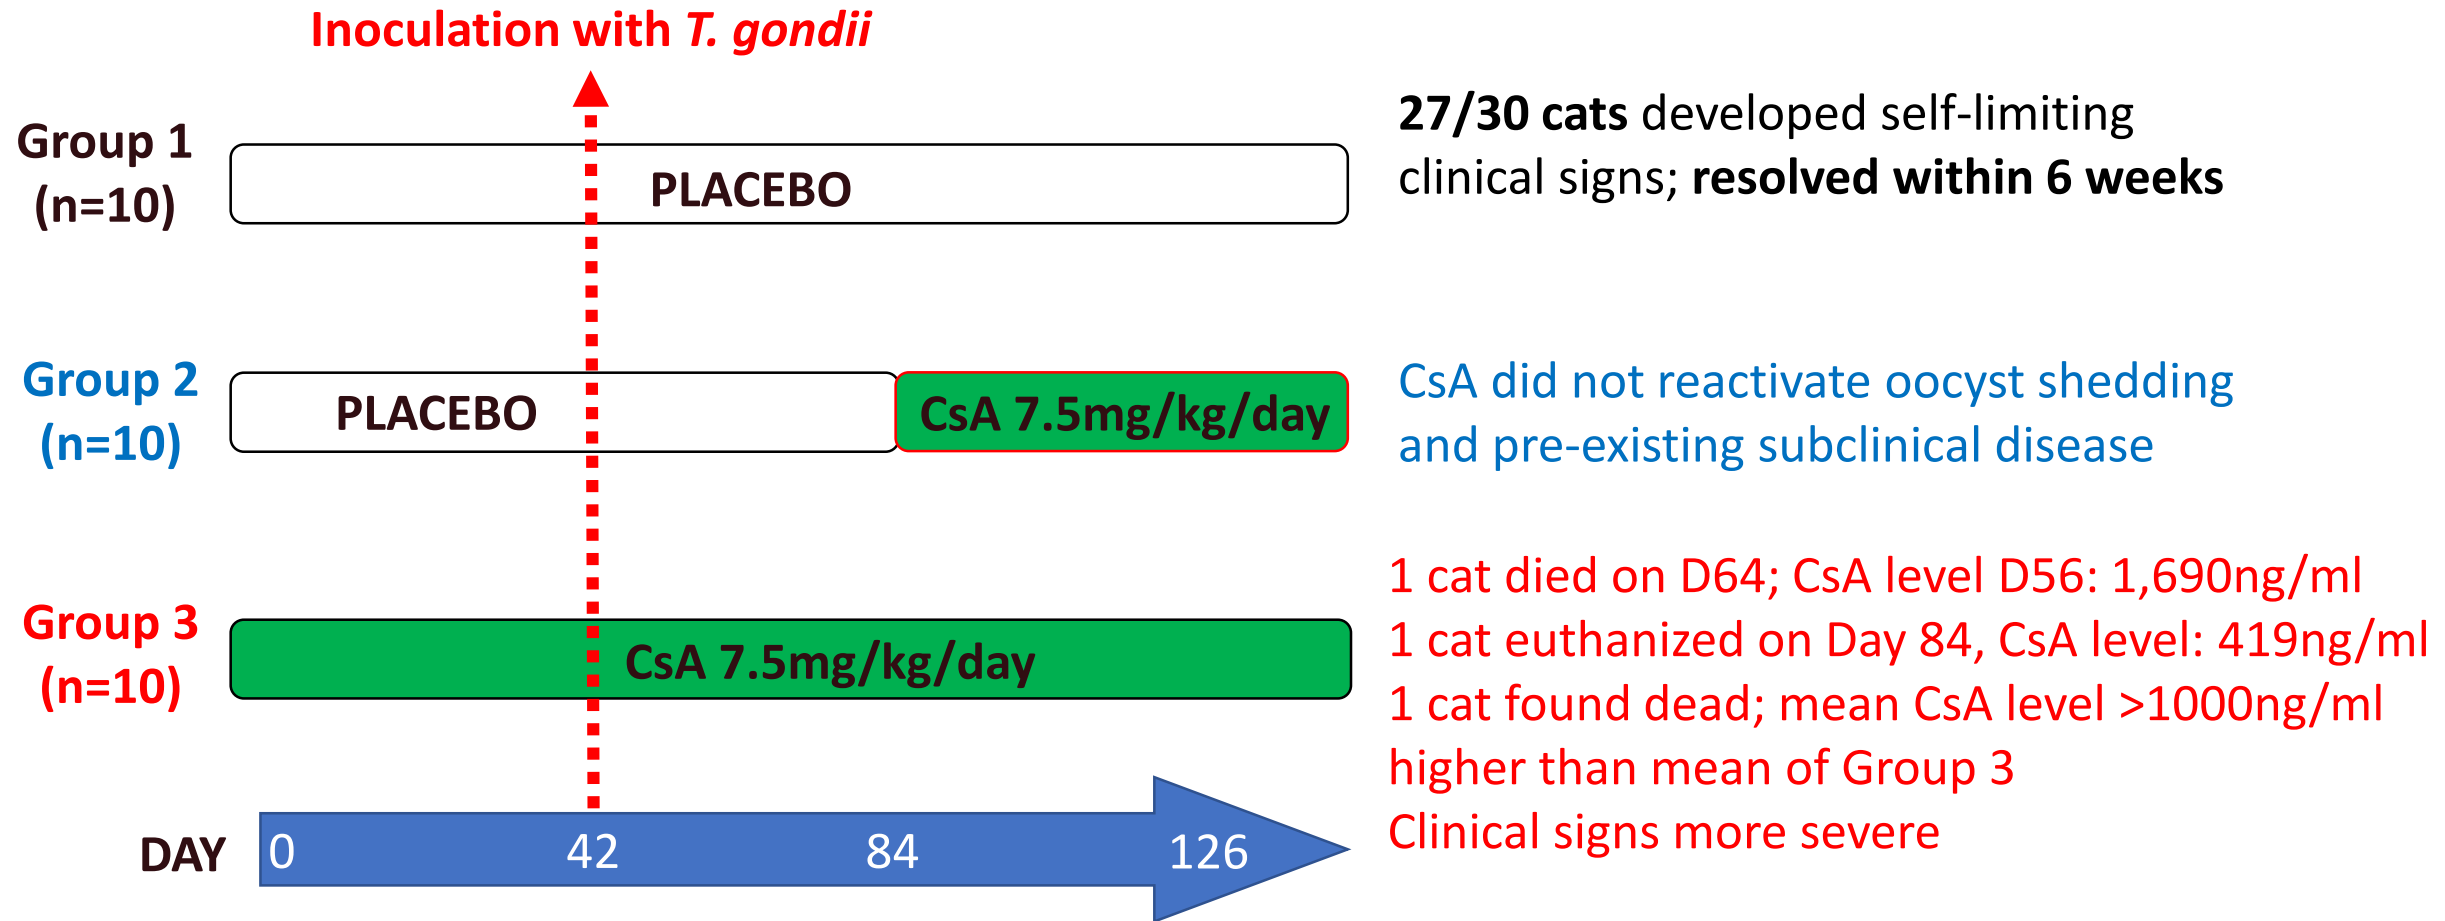 Inoculation with T. gondii
Group 1
(n=10)
PLACEBO
27/30 cats developed self-limiting
clinical signs; resolved within 6 weeks
Group 2
(n=10)
PLACEBO
CsA 7.5mg/kg/day
CsA did not reactivate oocyst shedding
and pre-existing subclinical disease
Group 3
(n=10)
CsA 7.5mg/kg/day
1 cat died on D64; CsA level D56: 1,690ng/ml
1 cat euthanized on Day 84, CsA level: 419ng/ml
1 cat found dead; mean CsA level >1000ng/ml
higher than mean of Group 3
Clinical signs more severe
DAY
0
42
84
126